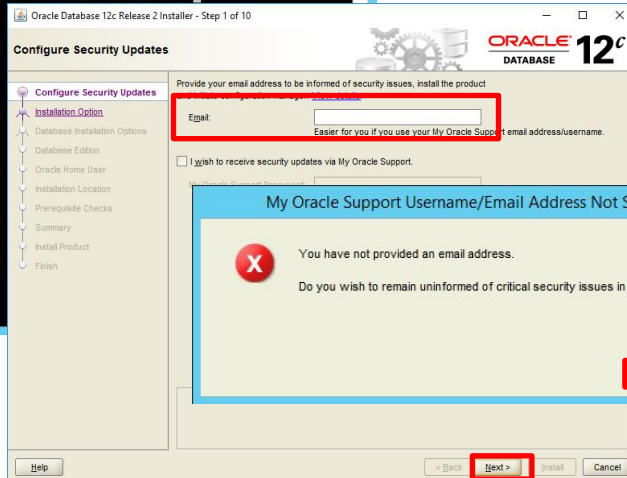 Oracle Database 12c Release 2 Installer - Step 1 of 10
Configure Security Updates
ORACLE
DATABASE
12c
Configure Security Updates
Installation Option
Database Installation Options
Database Edition
Oracle Home User
Installation Location
Prerequisite Checks
Summary
Install Product
Finish
Provide your email address to be informed of security issues, install the product
Email:
Easier for you if you use your My Oracle Support email address/username.
I wish to receive security updates via My Oracle Support.
My Oracle Support Username/Email Address Not S
You have not provided an email address.
Do you wish to remain uninformed of critical security issues in
Help
< Back
Next >
Install
Cancel